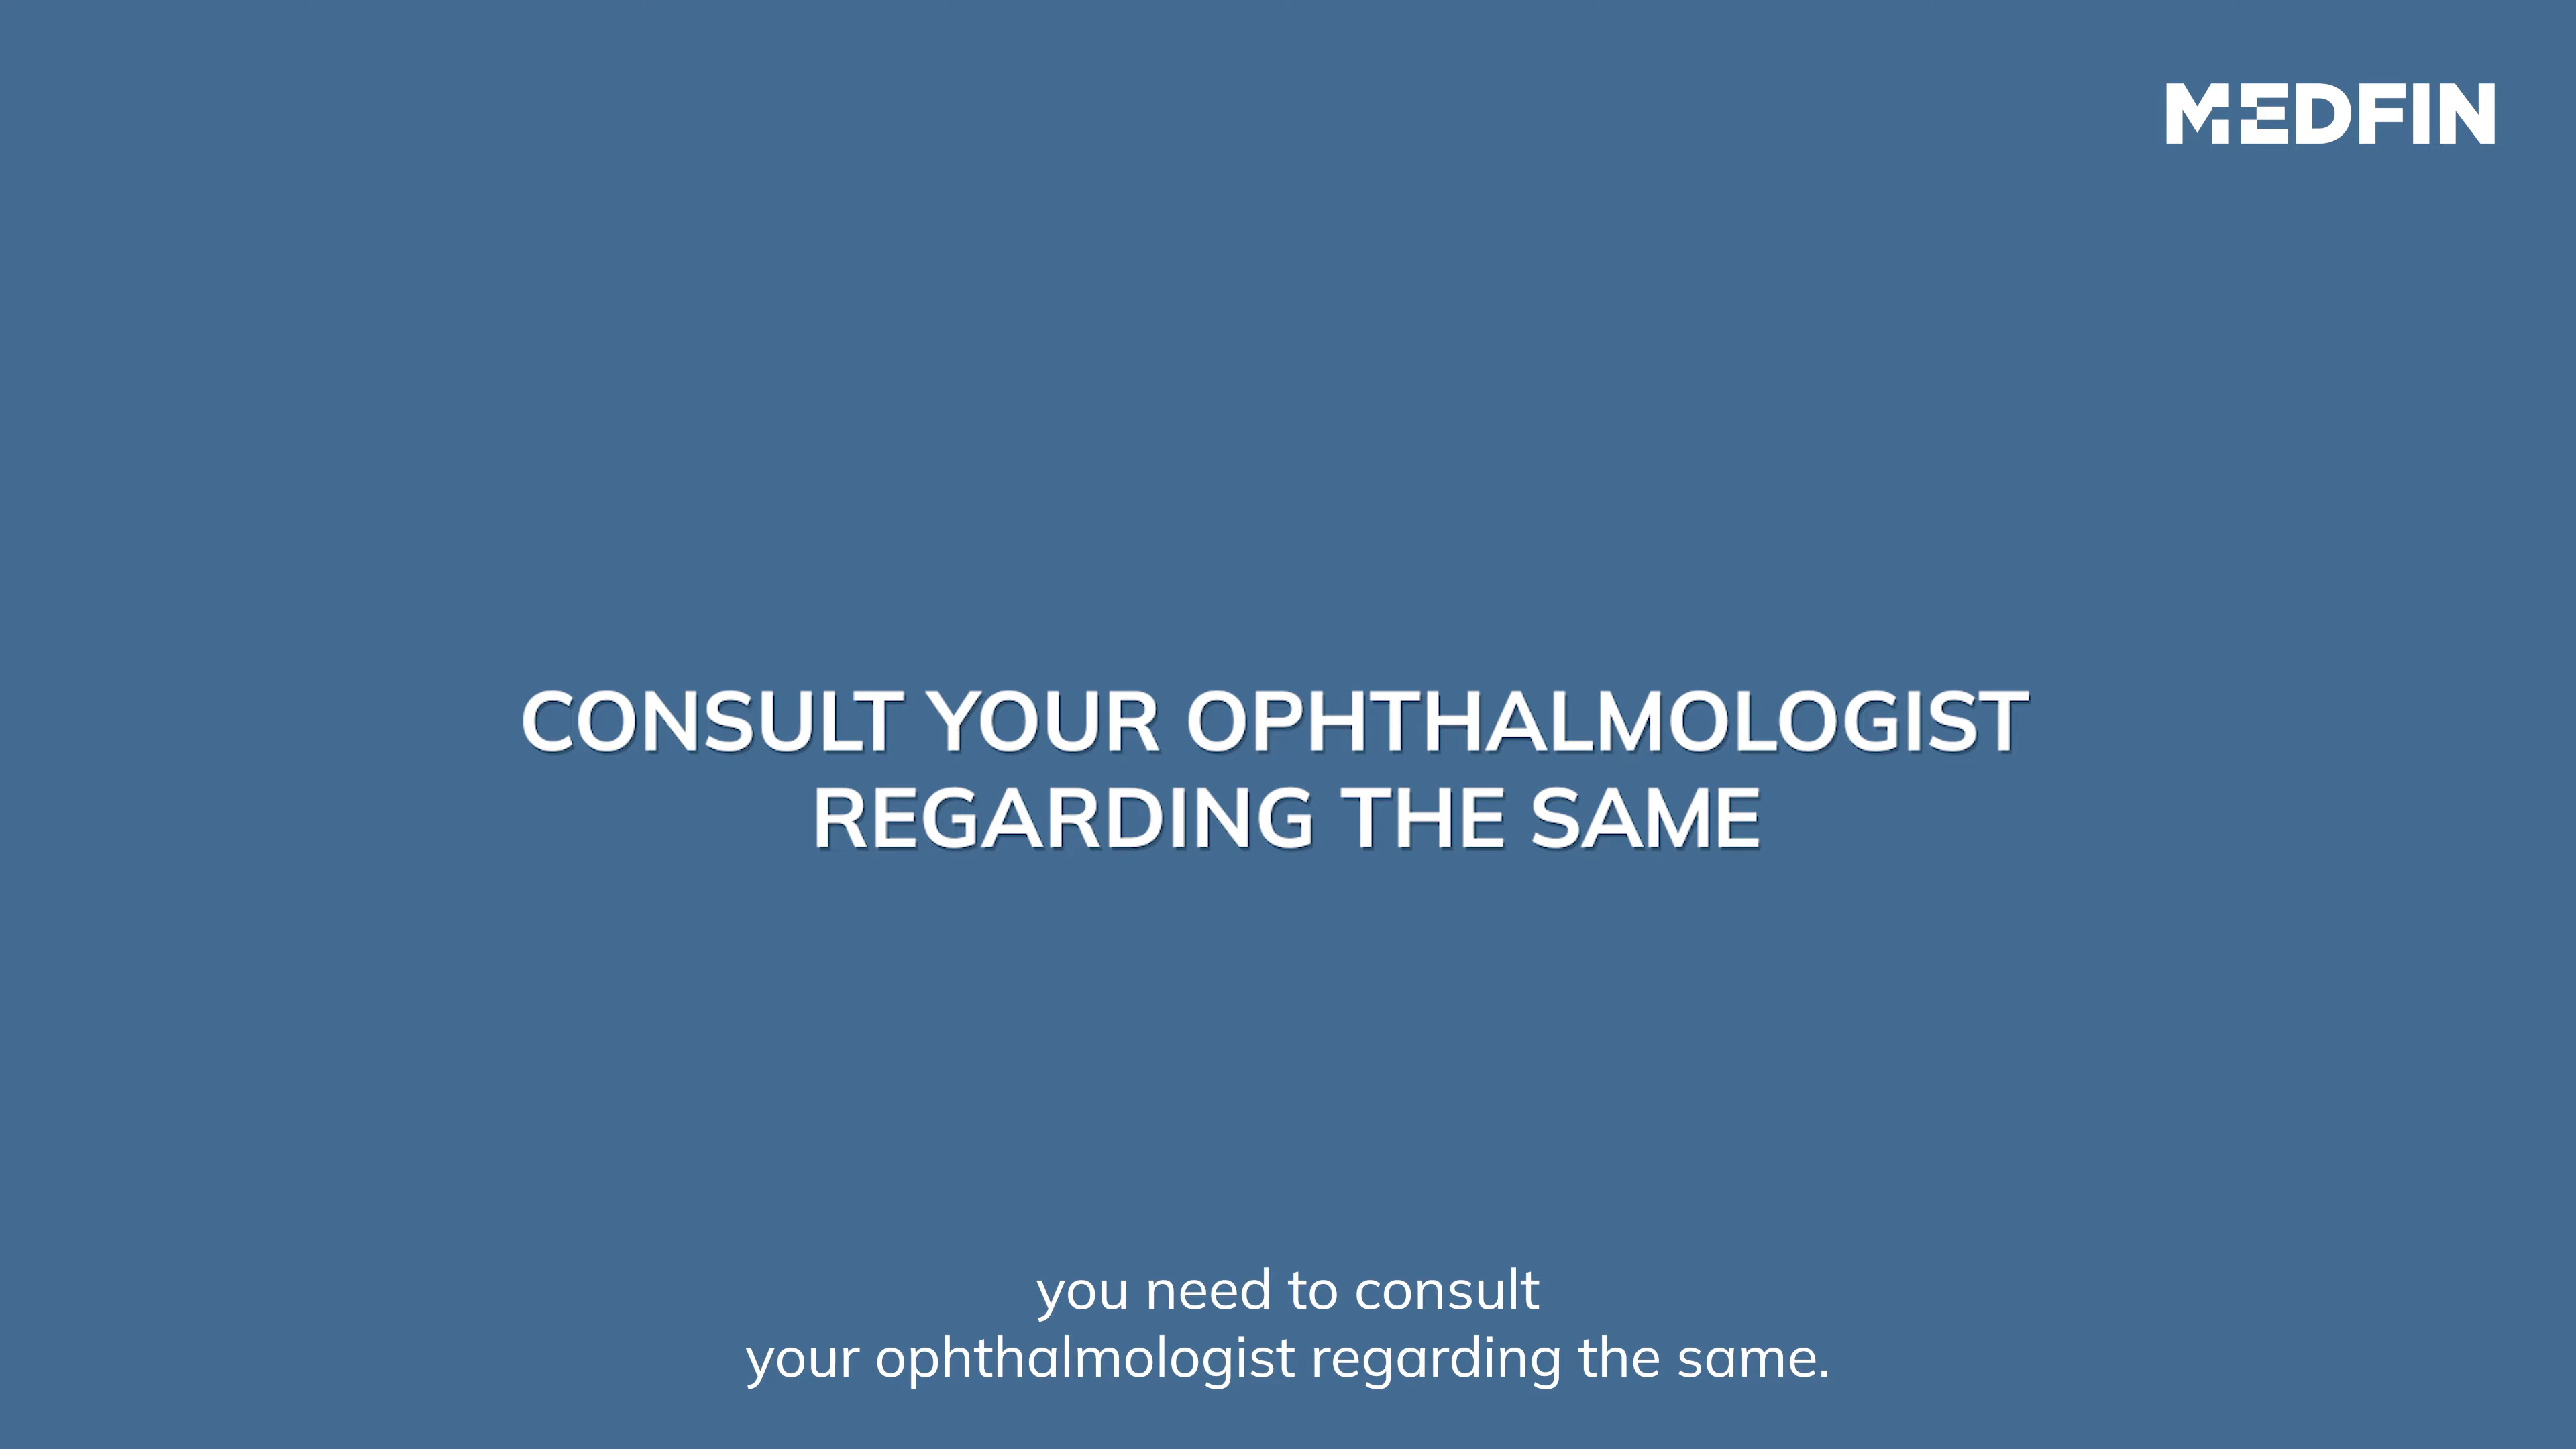 MEDFIN
CONSULT YOUR OPHTHALMOLOGIST
REGARDING THE SAME
you need to consult
your ophthalmologist regarding the same.